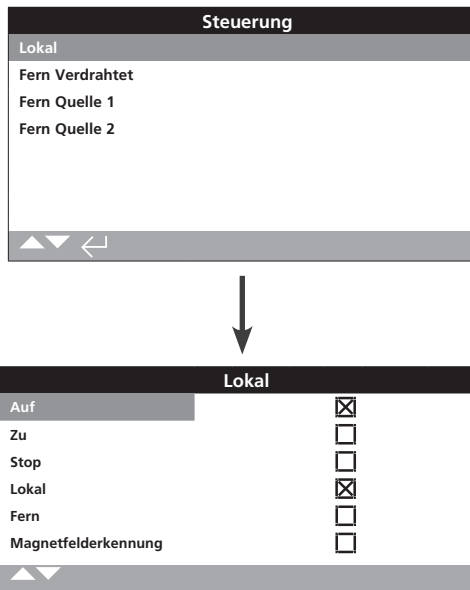 Steuerung
Lokal
Fern Verdrahtet
Fern Quelle 1
Fern Quelle 2
Lokal
Auf
Zu
Stop
Lokal
Fern
Magnetfelderkennung